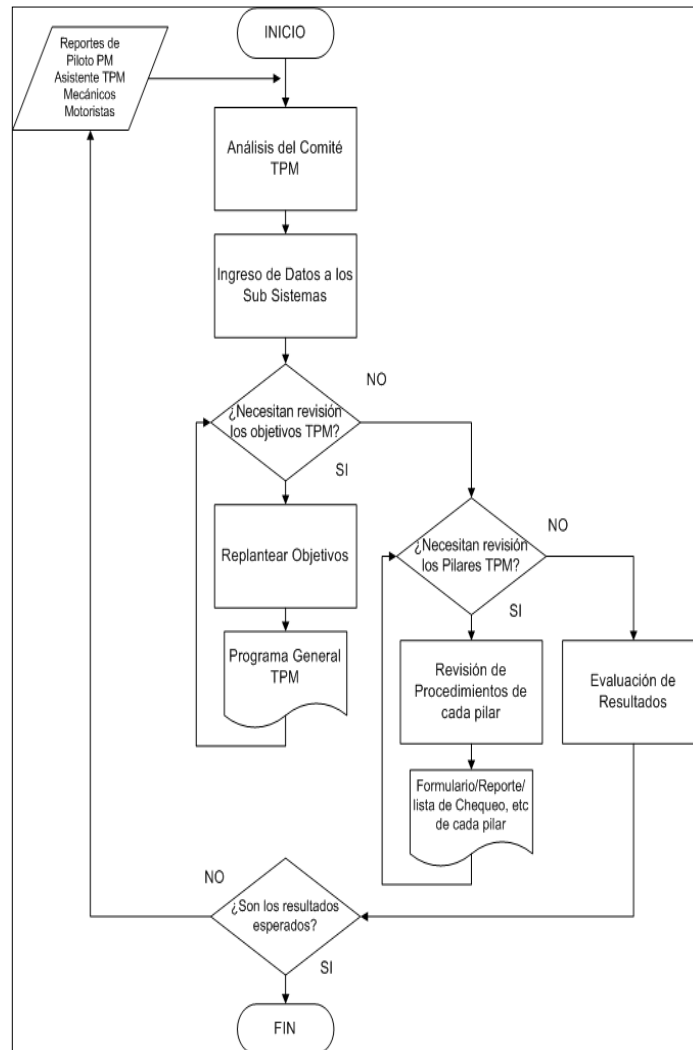 Reportes de
Piloto PM
Asistente TPM
Mecánicos
Motoristas
INICIO
Análisis del Comité
TPM
Ingreso de Datos a los
Sub Sistemas
¿Necesitan revisión
los objetivos TPM?
NO
SI
Replantear Objetivos
Programa General
TPM
¿Necesitan revisión
los Pilares TPM?
NO
SI
Revisión de
Procedimientos de
cada pilar
Evaluación de
Resultados
Formulario/Reporte/
lista de Chequeo, etc
de cada pilar
¿Son los resultados
esperados?
NO
SI
FIN